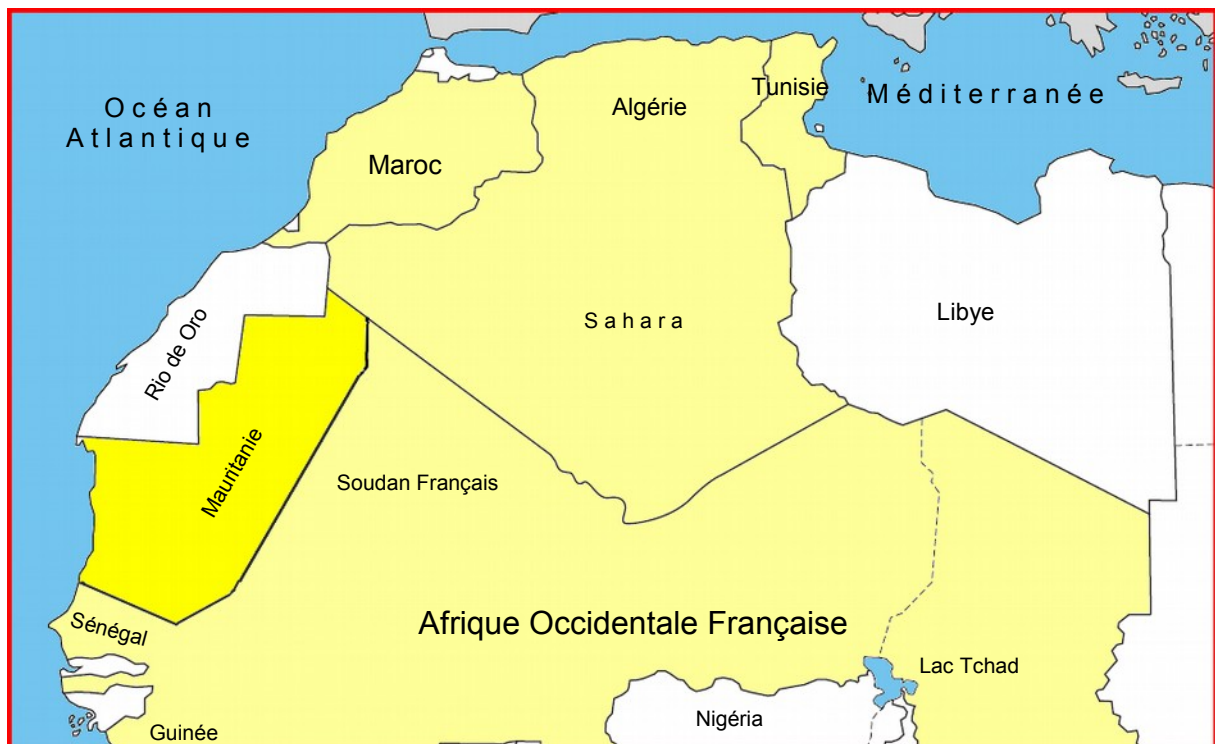 Océan
Atlantique
Méditerranée
Tunisie
Algérie
Maroc
Rio de Oro
Sahara
Libye
Mauritanie
Soudan Français
Afrique Occidentale Française
Sénégal
Lac Tchad
Nigéria
Guinée